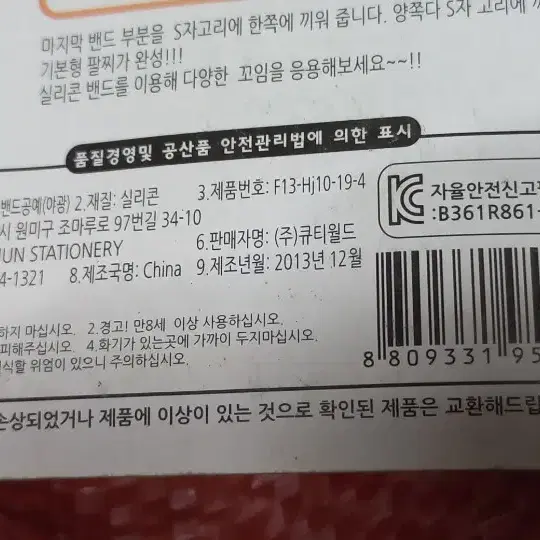 마지막 밴드 부분을 S자고리에 한쪽에 끼워 줍니다. 양쪽다 S자 고리에
기본형 팔찌가 완성!!!
실리콘 밴드를 이용해 다양한 꼬임을 응용해보세요~~!!
품질경영및 공산품 안전관리법에 의한 표시
밴드공예(야광) 2.재질: 실리콘 3.제품번호: F13-Hj10-19-4
시 원미구 조마루로 97번길 34-10
UN STATIONERY 6.판매자명: (주)큐티월드
4-1321 8.제조국명: China 9.제조년월: 2013년 12월
자율안전신고
:B361R861-
하지 마십시오. 2.경고! 만8세 이상 사용하십시오.
피해주십시오. 4.화기가 있는곳에 가까이 두지마십시오.
식할 위엄이 있으니 주의하십시오.
8 809331 95
손상되었거나 제품에 이상이 있는 것으로 확인된 제품은 교환해드립